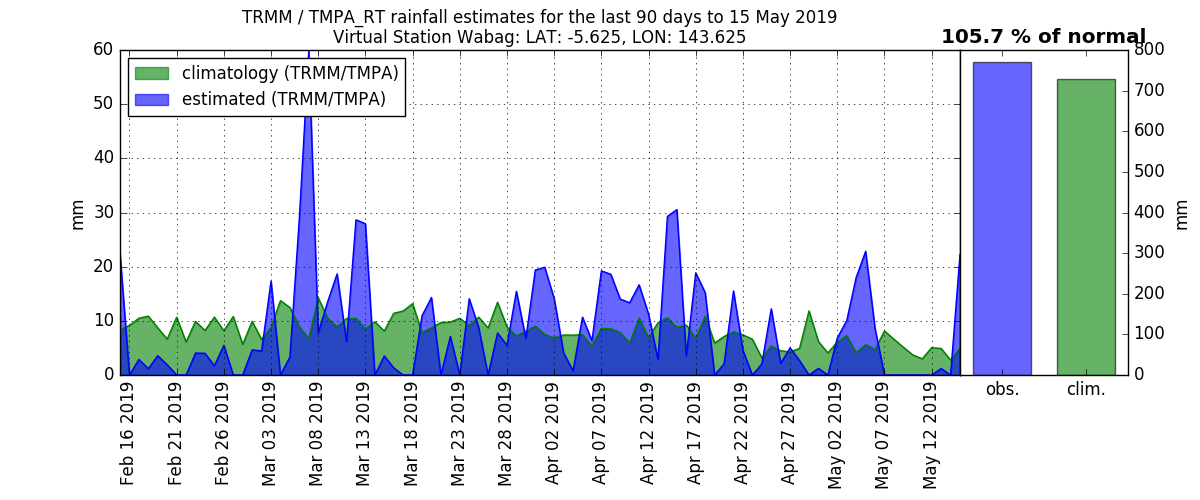 TRMM / TMPA_RT rainfall estimates for the last 90 days to 15 May 2019
Virtual Station Wabag: LAT: -5.625, LON: 143.625
105.7 % of normal
climatology (TRMM/TMPA)
estimated (TRMM/TMPA)
mm
60
50
40
30
20
10
0
Feb 16 2019
Feb 21 2019
Feb 26 2019
Mar 03 2019
Mar 08 2019
Mar 13 2019
Mar 18 2019
Mar 23 2019
Mar 28 2019
Apr 02 2019
Apr 07 2019
Apr 12 2019
Apr 17 2019
Apr 22 2019
Apr 27 2019
May 02 2019
May 07 2019
May 12 2019
obs.
clim.
800
700
600
500
400
300
200
100
0
mm